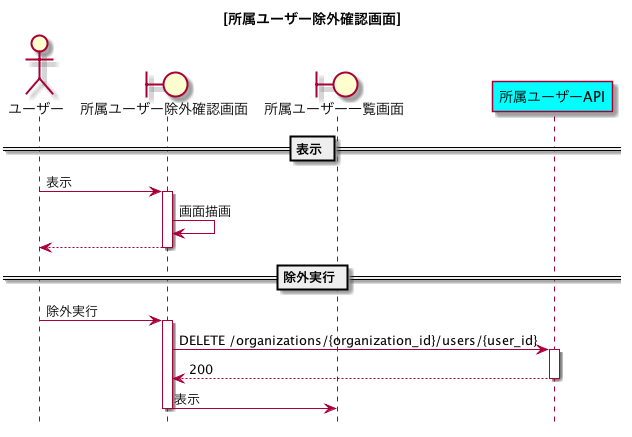 [所属ユーザー除外確認画面]
ユーザー
所属ユーザー除外確認画面
所属ユーザー一覧画面
所属ユーザーAPI
表示
表示
画面描画
除外実行
除外実行
DELETE /organizations/{organization_id}/users/{user_id}
200
表示